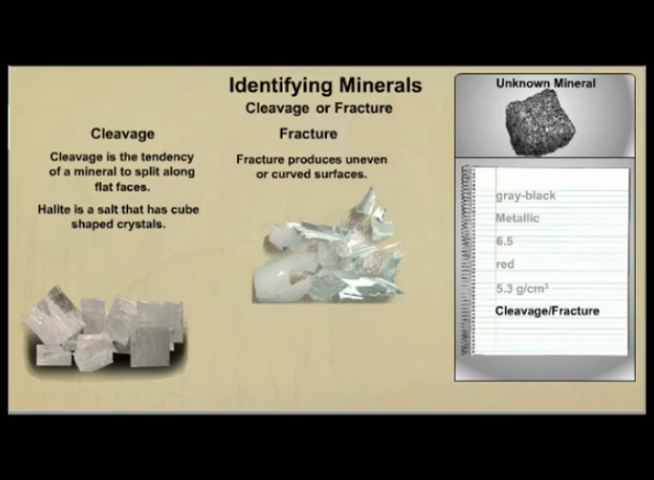 Identifying Minerals
Cleavage or Fracture
Cleavage
Cleavage is the tendency
of a mineral to split along
flat faces.
Halite is a salt that has cube
shaped crystals.
Fracture
Fracture produces uneven
or curved surfaces.
Unknown Mineral
gray-black
Metallic
6.5
red
5.3 g/cm³
Cleavage/Fracture